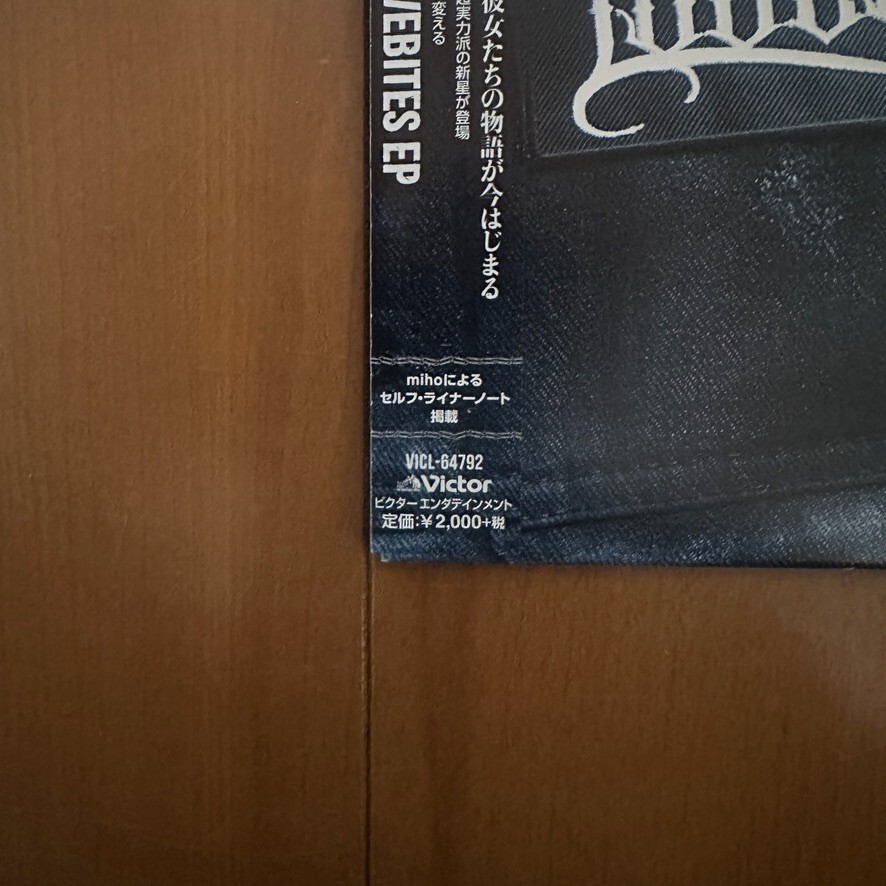 彼女たちの物語が今はじまる
超実力派の新星が登場
変える
VEBITES EP
mihoによる
セルフ・ライナーノート
掲載
VICL-64792
Victor
ビクターエンタテインメント
定価:¥2,000+税